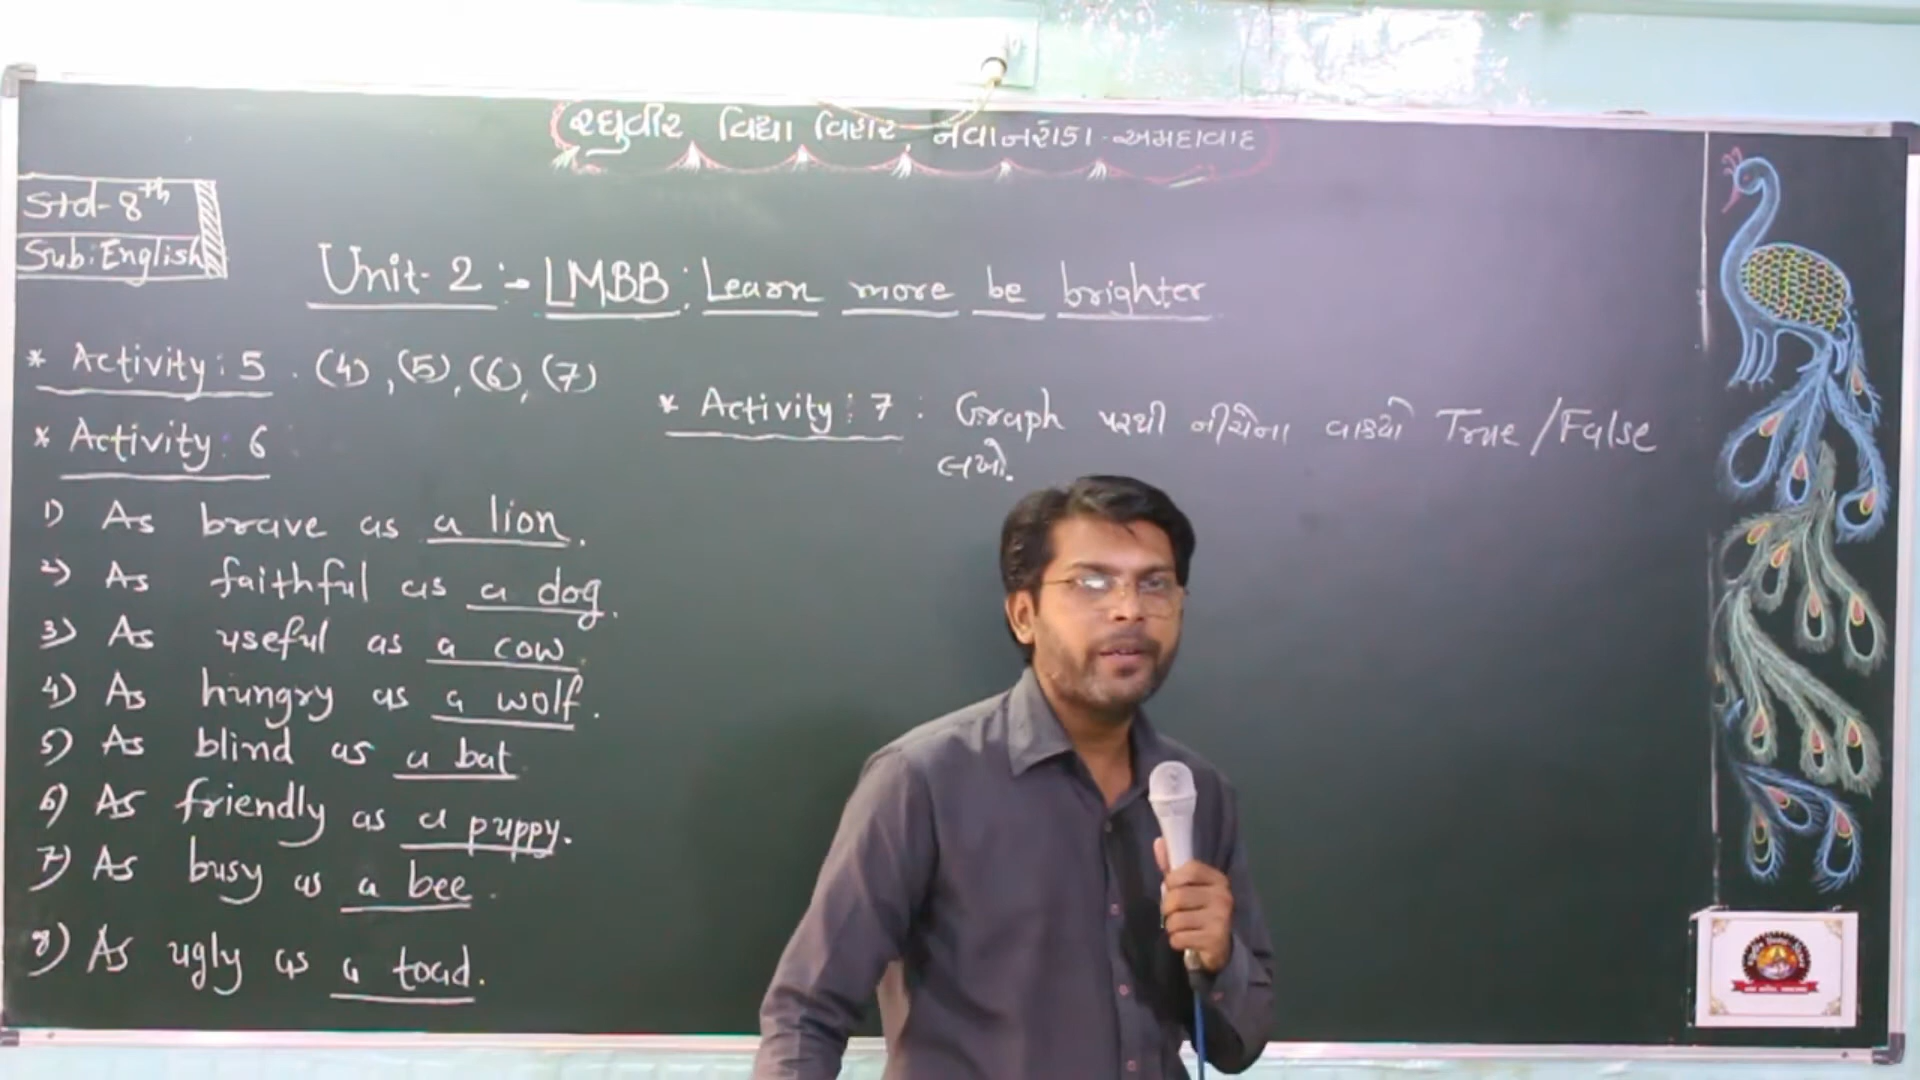 રઘુવીર વિદ્યા વિહાર, નવાનરોડા - અમદાવાદ
Std-8th
Sub:English
Unit-2:- LMBB: Learn more be brighter
* Activity:5. (4), (5), (6), (7)
* Activity:6
1) As brave as a lion.
2) As faithful as a dog.
3) As useful as a cow.
4) As hungry as a wolf.
5) As blind as a bat
6) As friendly as a puppy.
7) As busy as a bee.
8) As ugly as a toad.
* Activity:7: Graph પરથી નીચેના વાક્યો True/False
લખો.